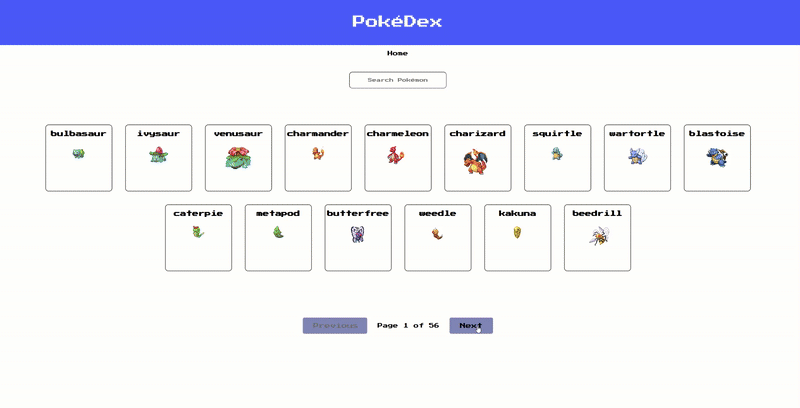 PokéDex
Home
Search Pokémon
bulbasaur ivysaur venusaur charmander charmeleon charizard squirtle wartortle blastoise
caterpie metapod butterfree weedle kakuna beedrill
Previous Page 1 of 56 Next